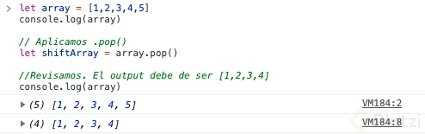 > let array = [1,2,3,4,5]
console.log(array)
// Aplicamos .pop()
let shiftArray = array.pop()
//Revisamos. El output debe de ser [1,2,3,4]
console.log(array)
▶ (5) [1, 2, 3, 4, 5] VM184:2
▶ (4) [1, 2, 3, 4] VM184:8